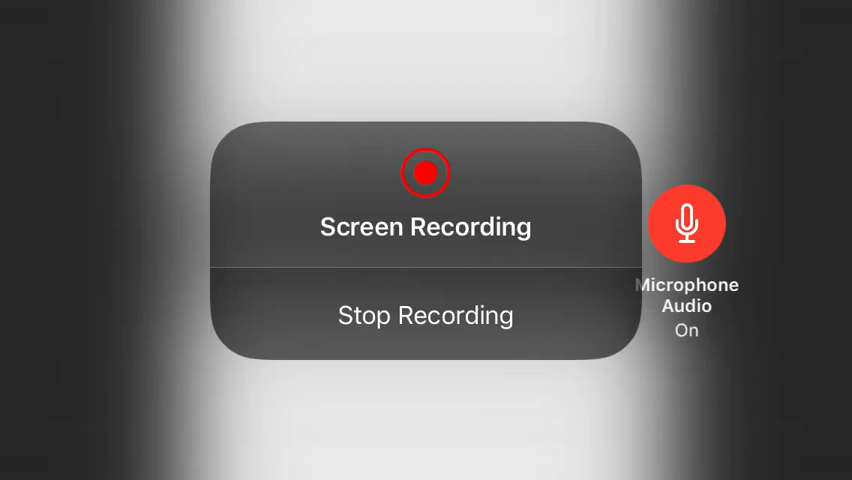 Screen Recording
Stop Recording
Microphone
Audio
On